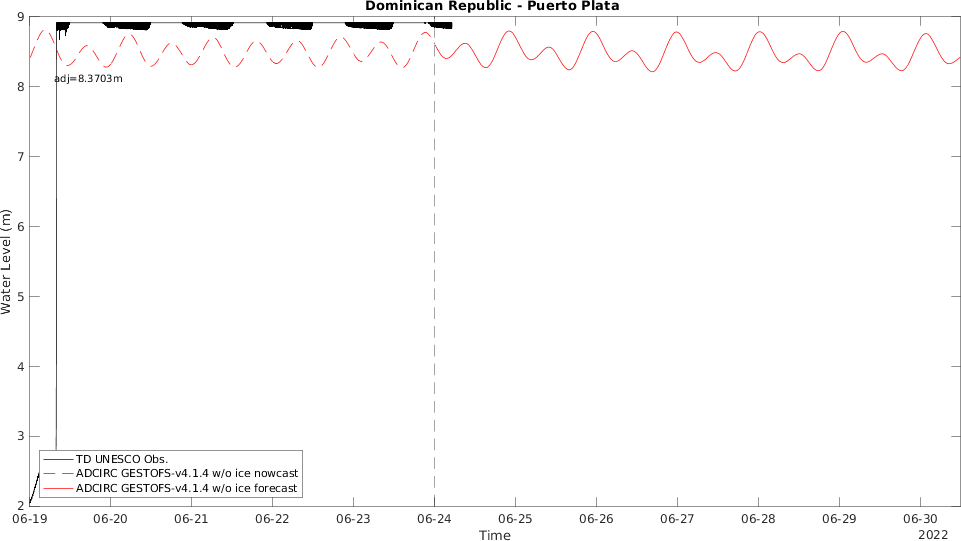 Dominican Republic - Puerto Plata
Water Level (m)
9
8
7
6
5
4
3
2
adj=8.3703m
TD UNESCO Obs.
ADCIRC GESTOFS-v4.1.4 w/o ice nowcast
ADCIRC GESTOFS-v4.1.4 w/o ice forecast
06-19 06-20 06-21 06-22 06-23 06-24 06-25 06-26 06-27 06-28 06-29 06-30
Time
2022